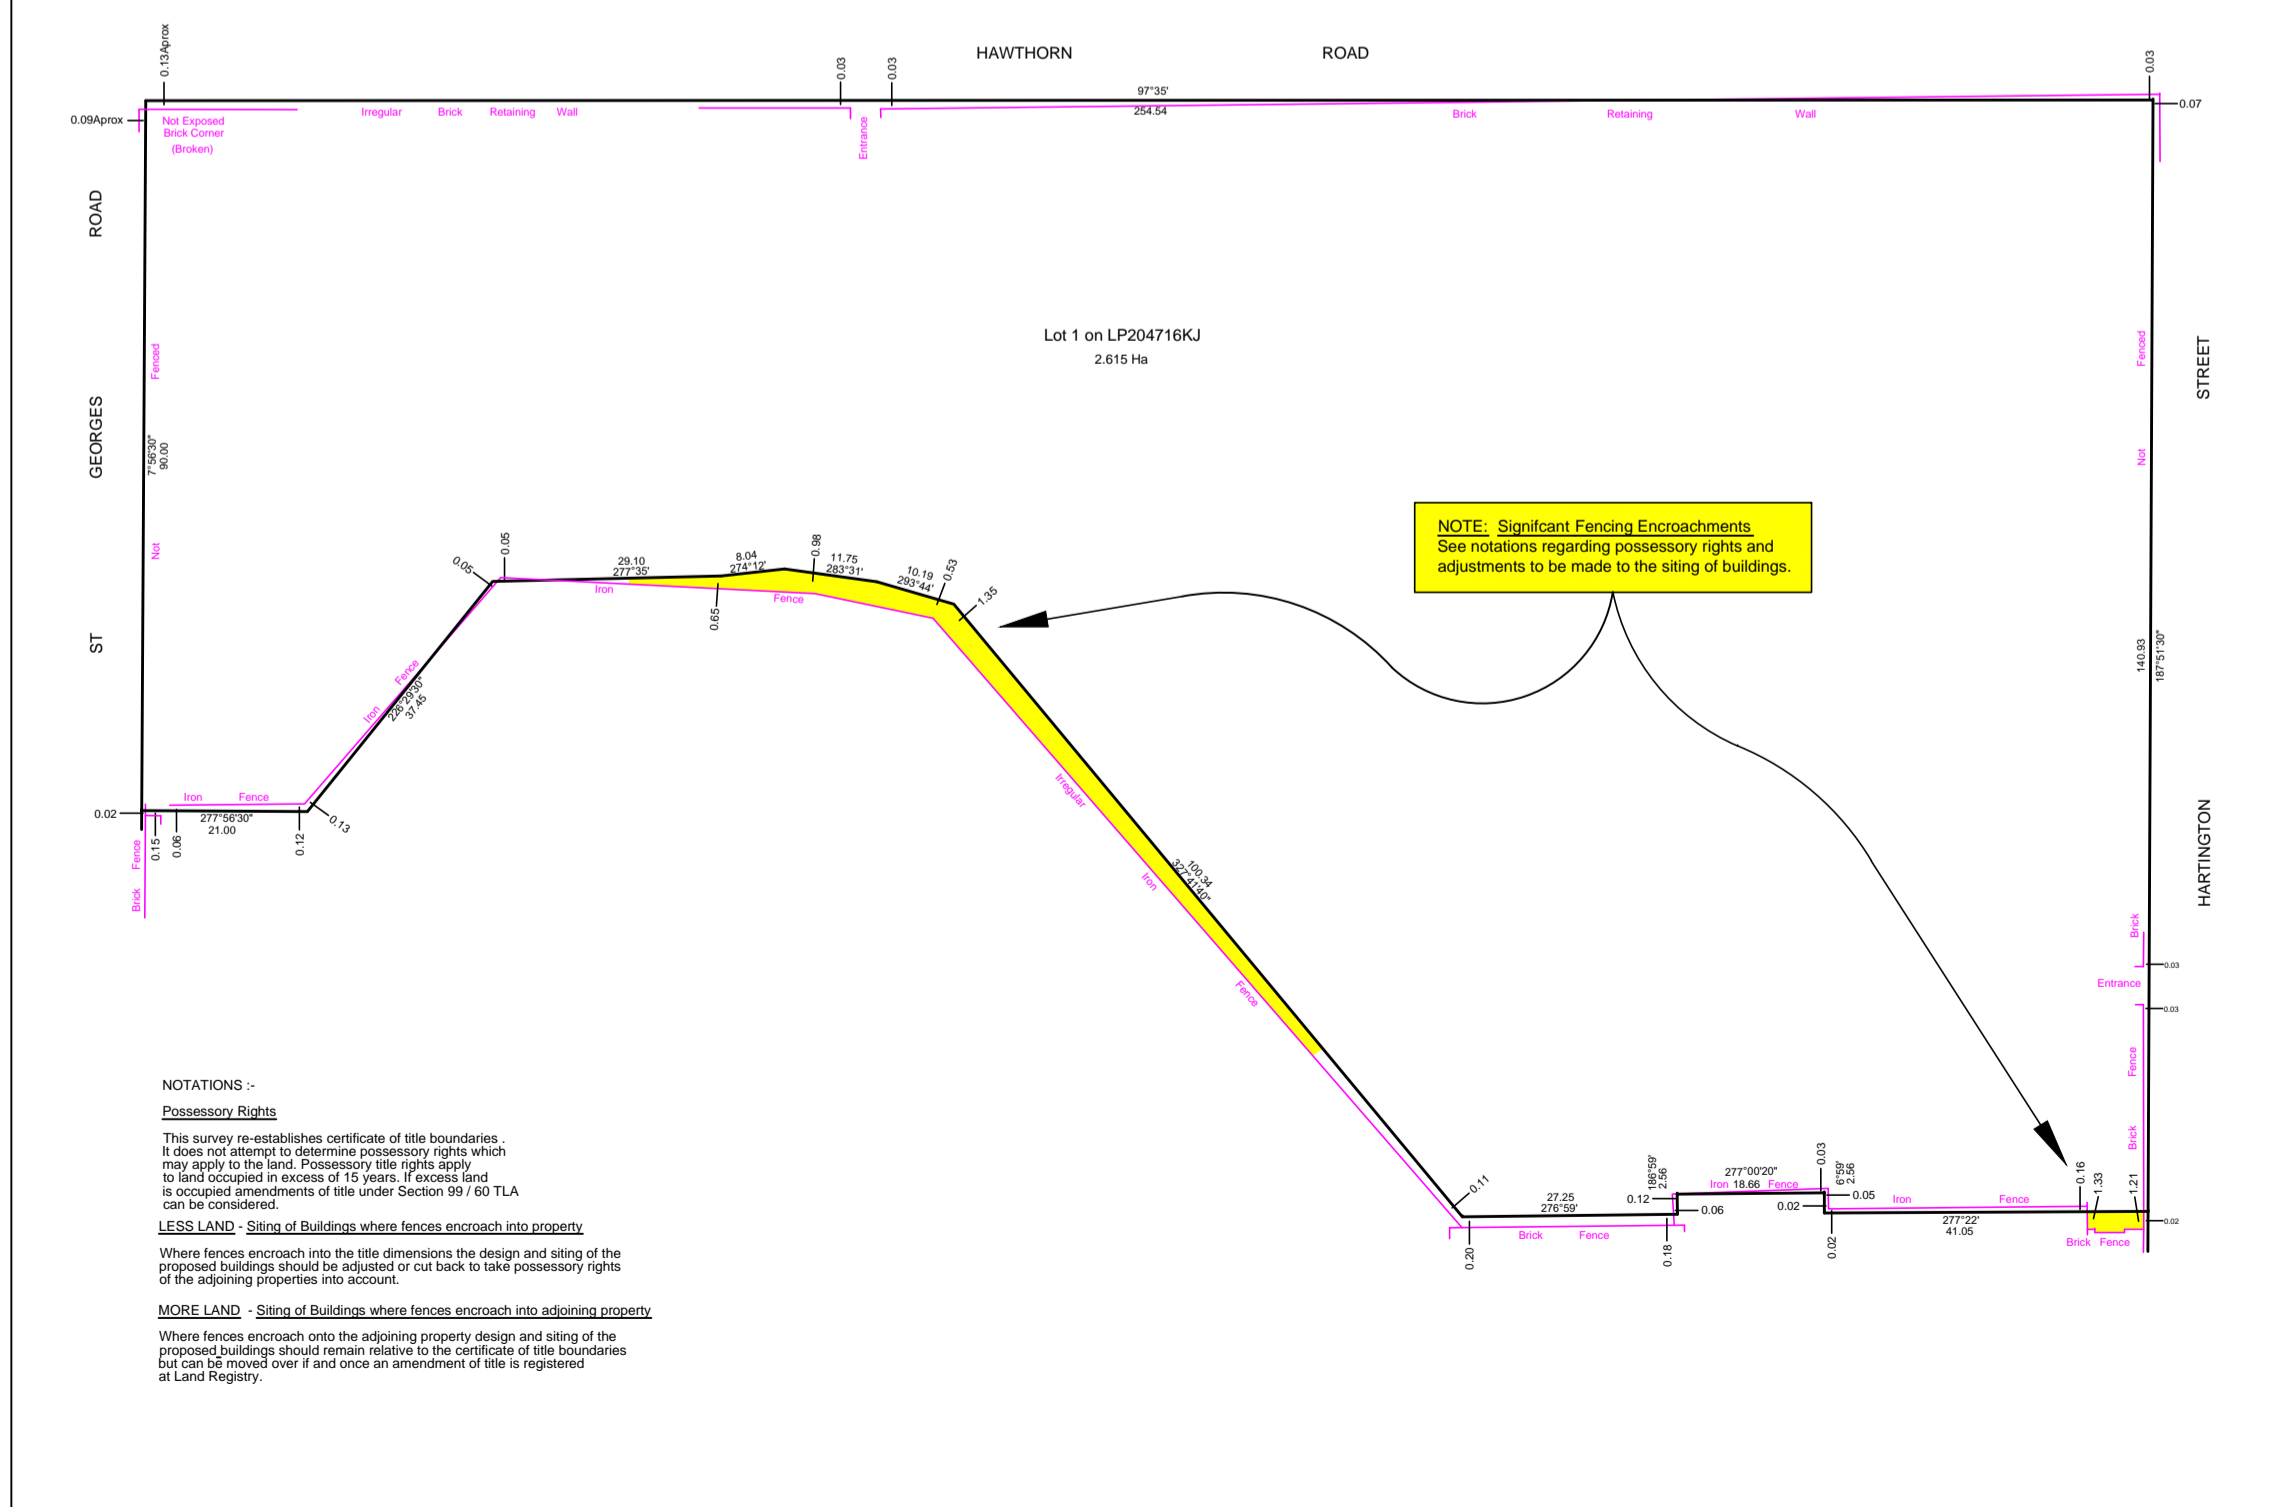 HAWTHORN ROAD
0.13Aprox
0.03
0.03
0.03
97°35'
254.54
0.09Aprox
0.07
Not Exposed
Brick Corner
(Broken)
Irregular Brick Retaining Wall
Entrance
Brick Retaining Wall
ST GEORGES ROAD
Not Fenced
7°56'30"
90.00
Lot 1 on LP204716KJ
2.615 Ha
HARTINGTON STREET
Not Fenced
140.93
187°51'30"
NOTE: Signifcant Fencing Encroachments
See notations regarding possessory rights and
adjustments to be made to the siting of buildings.
0.05
0.05
29.10
277°35'
8.04
274°12'
0.98
11.75
283°31'
10.19
293°44'
0.53
1.35
Iron Fence
0.65
Iron Fence
226°29'30"
37.45
Iron Fence
0.02
277°56'30"
21.00
0.15
0.06
0.12
0.13
Brick Fence
Irregular Iron Fence
100.34
327°41'40"
Brick
0.03
Entrance
0.03
Brick Fence
0.11
27.25
276°59'
0.20
Brick Fence
0.18
186°59'
2.56
0.12
0.06
277°00'20"
Iron 18.66 Fence
0.03
6°59'
2.56
0.05
0.02
0.02
Iron Fence
277°22'
41.05
0.16
1.33
1.21
0.02
Brick Fence
NOTATIONS :-
Possessory Rights
This survey re-establishes certificate of title boundaries .
It does not attempt to determine possessory rights which
may apply to the land. Possessory title rights apply
to land occupied in excess of 15 years. If excess land
is occupied amendments of title under Section 99 / 60 TLA
can be considered.
LESS LAND - Siting of Buildings where fences encroach into property
Where fences encroach into the title dimensions the design and siting of the
proposed buildings should be adjusted or cut back to take possessory rights
of the adjoining properties into account.
MORE LAND - Siting of Buildings where fences encroach into adjoining property
Where fences encroach onto the adjoining property design and siting of the
proposed buildings should remain relative to the certificate of title boundaries
but can be moved over if and once an amendment of title is registered
at Land Registry.